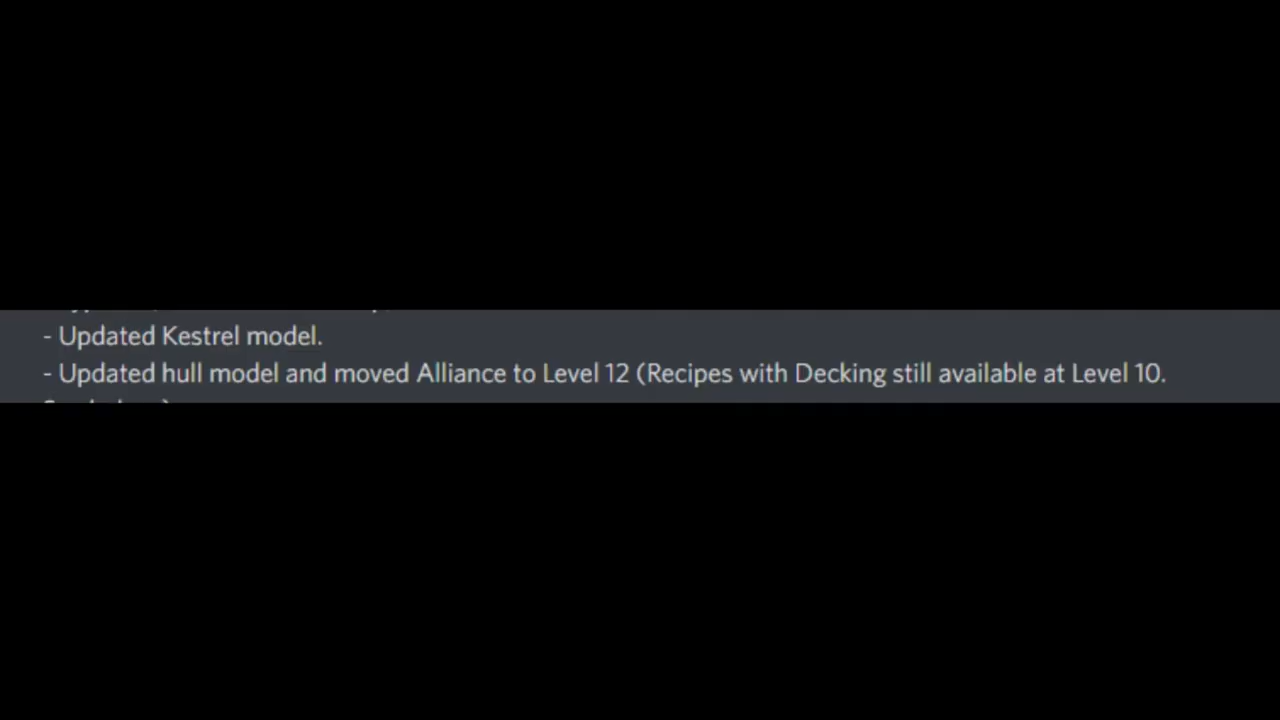 - Updated Kestrel model.
- Updated hull model and moved Alliance to Level 12 (Recipes with Decking still available at Level 10.